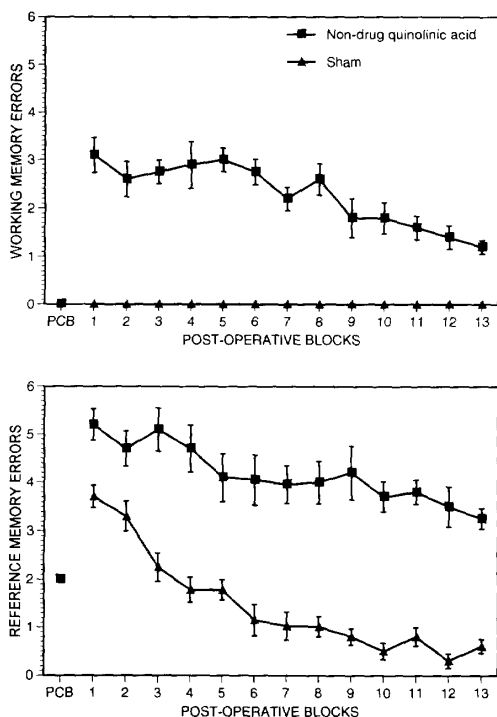 6
5
4
3
2
1
0
WORKING MEMORY ERRORS
Non-drug quinolinic acid
Sham
PCB 1 2 3 4 5 6 7 8 9 10 11 12 13
POST-OPERATIVE BLOCKS
6
5
4
3
2
1
0
REFERENCE MEMORY ERRORS
PCB 1 2 3 4 5 6 7 8 9 10 11 12 13
POST-OPERATIVE BLOCKS